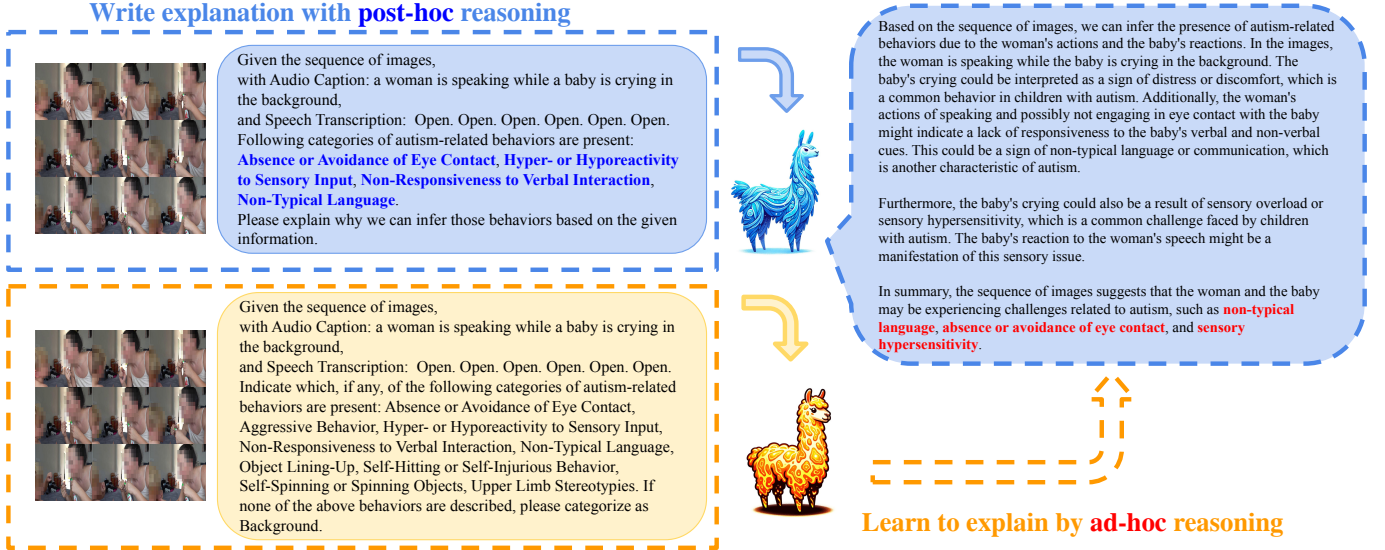 Write explanation with post-hoc reasoning
Given the sequence of images,
with Audio Caption: a woman is speaking while a baby is crying in
the background,
and Speech Transcription:  Open. Open. Open. Open. Open. Open.
Following categories of autism-related behaviors are present:
Absence or Avoidance of Eye Contact, Hyper- or Hyporeactivity
to Sensory Input, Non-Responsiveness to Verbal Interaction,
Non-Typical Language.
Please explain why we can infer those behaviors based on the given
information.
Based on the sequence of images, we can infer the presence of autism-related
behaviors due to the woman's actions and the baby's reactions. In the images,
the woman is speaking while the baby is crying in the background. The
baby's crying could be interpreted as a sign of distress or discomfort, which is
a common behavior in children with autism. Additionally, the woman's
actions of speaking and possibly not engaging in eye contact with the baby
might indicate a lack of responsiveness to the baby's verbal and non-verbal
cues. This could be a sign of non-typical language or communication, which
is another characteristic of autism.
Furthermore, the baby's crying could also be a result of sensory overload or
sensory hypersensitivity, which is a common challenge faced by children
with autism. The baby's reaction to the woman's speech might be a
manifestation of this sensory issue.
In summary, the sequence of images suggests that the woman and the baby
may be experiencing challenges related to autism, such as non-typical
language, absence or avoidance of eye contact, and sensory
hypersensitivity.
Given the sequence of images,
with Audio Caption: a woman is speaking while a baby is crying in
the background,
and Speech Transcription:  Open. Open. Open. Open. Open. Open.
Indicate which, if any, of the following categories of autism-related
behaviors are present: Absence or Avoidance of Eye Contact,
Aggressive Behavior, Hyper- or Hyporeactivity to Sensory Input,
Non-Responsiveness to Verbal Interaction, Non-Typical Language,
Object Lining-Up, Self-Hitting or Self-Injurious Behavior,
Self-Spinning or Spinning Objects, Upper Limb Stereotypies. If
none of the above behaviors are described, please categorize as
Background.
Learn to explain by ad-hoc reasoning